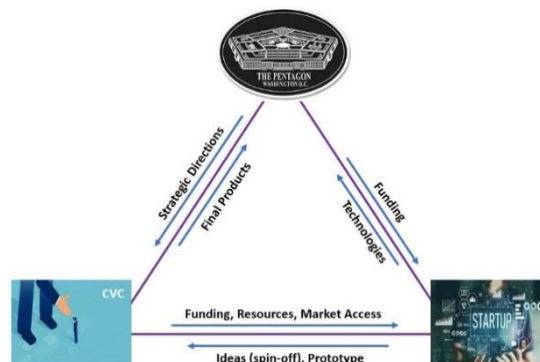 THE PENTAGON
WASHINGTON D.C.
Strategic Directions
Final Products
Funding
Technologies
CVC
Funding, Resources, Market Access
STARTUP
Ideas (spin-off), Prototype